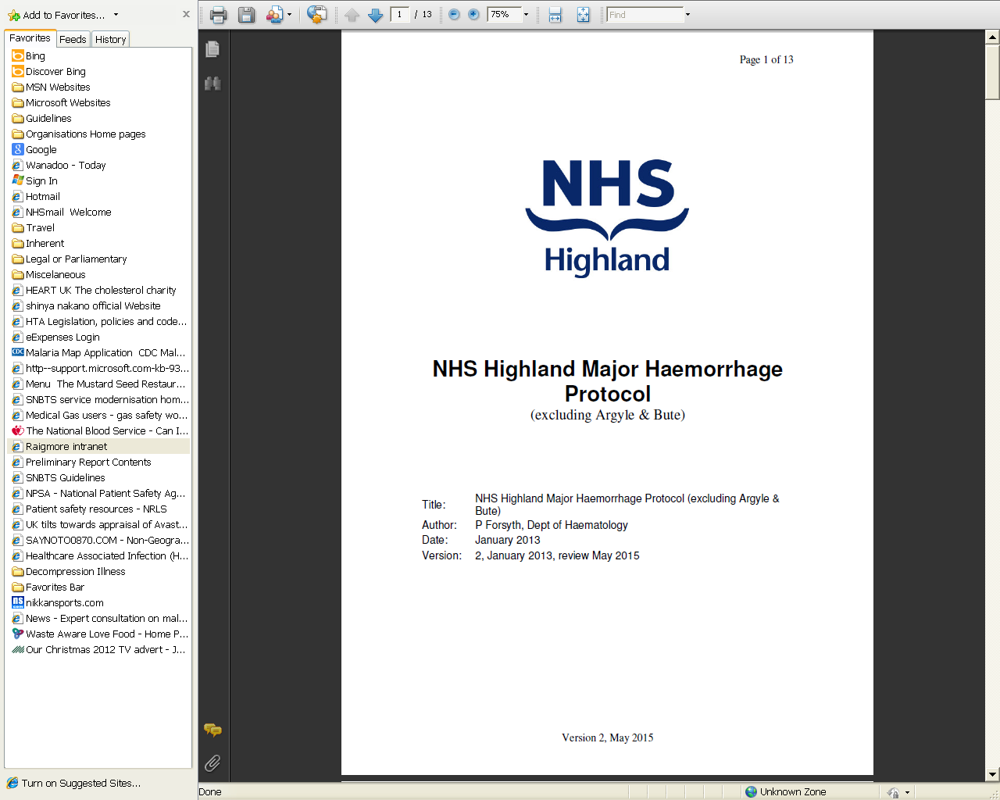 Add to Favorites...
1 / 13
75%
Find
Favorites
Feeds
History
Bing
Discover Bing
MSN Websites
Microsoft Websites
Guidelines
Organisations Home pages
Google
Wanadoo - Today
Sign In
Hotmail
NHSmail Welcome
Travel
Inherent
Legal or Parliamentary
Miscelaneous
HEART UK The cholesterol charity
shinya nakano official Website
HTA Legislation, policies and code...
eExpenses Login
CDC
Malaria Map Application CDC Mal...
http--support.microsoft.com-kb-93...
Menu The Mustard Seed Restaur...
SNBTS service modernisation hom...
Medical Gas users - gas safety wo...
The National Blood Service - Can I...
Raigmore intranet
Preliminary Report Contents
SNBTS Guidelines
NPSA - National Patient Safety Ag...
Patient safety resources - NRLS
UK tilts towards appraisal of Avast...
SAYNOTO0870.COM - Non-Geogra...
Healthcare Associated Infection (H...
Decompression Illness
Favorites Bar
nikkansports.com
News - Expert consultation on mal...
Waste Aware Love Food - Home P...
Our Christmas 2012 TV advert - J...
Turn on Suggested Sites...
Page 1 of 13
NHS
Highland
NHS Highland Major Haemorrhage
Protocol
(excluding Argyle & Bute)
Title: NHS Highland Major Haemorrhage Protocol (excluding Argyle &
Bute)
Author: P Forsyth, Dept of Haematology
Date: January 2013
Version: 2, January 2013, review May 2015
Version 2, May 2015
Done
Unknown Zone